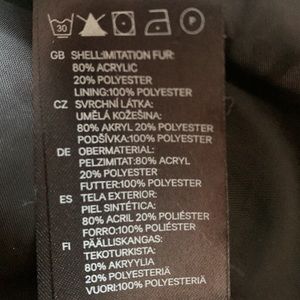 30
GB SHELL:IMITATION FUR:
80% ACRYLIC
20% POLYESTER
LINING:100% POLYESTER
CZ SVRCHNÍ LÁTKA:
UMĚLÁ KOŽEŠINA:
80% AKRYL 20% POLYESTER
PODŠÍVKA:100% POLYESTER
DE OBERMATERIAL:
PELZIMITAT:80% ACRYL
20% POLYESTER
FUTTER:100% POLYESTER
ES TELA EXTERIOR:
PIEL SINTÉTICA:
80% ACRIL 20% POLIÉSTER
FORRO:100% POLIÉSTER
FI PÄÄLLISKANGAS:
TEKOTURKISTA:
80% AKRYYLIA
20% POLYESTERIÄ
VUORI:100% POLYESTERIÄ